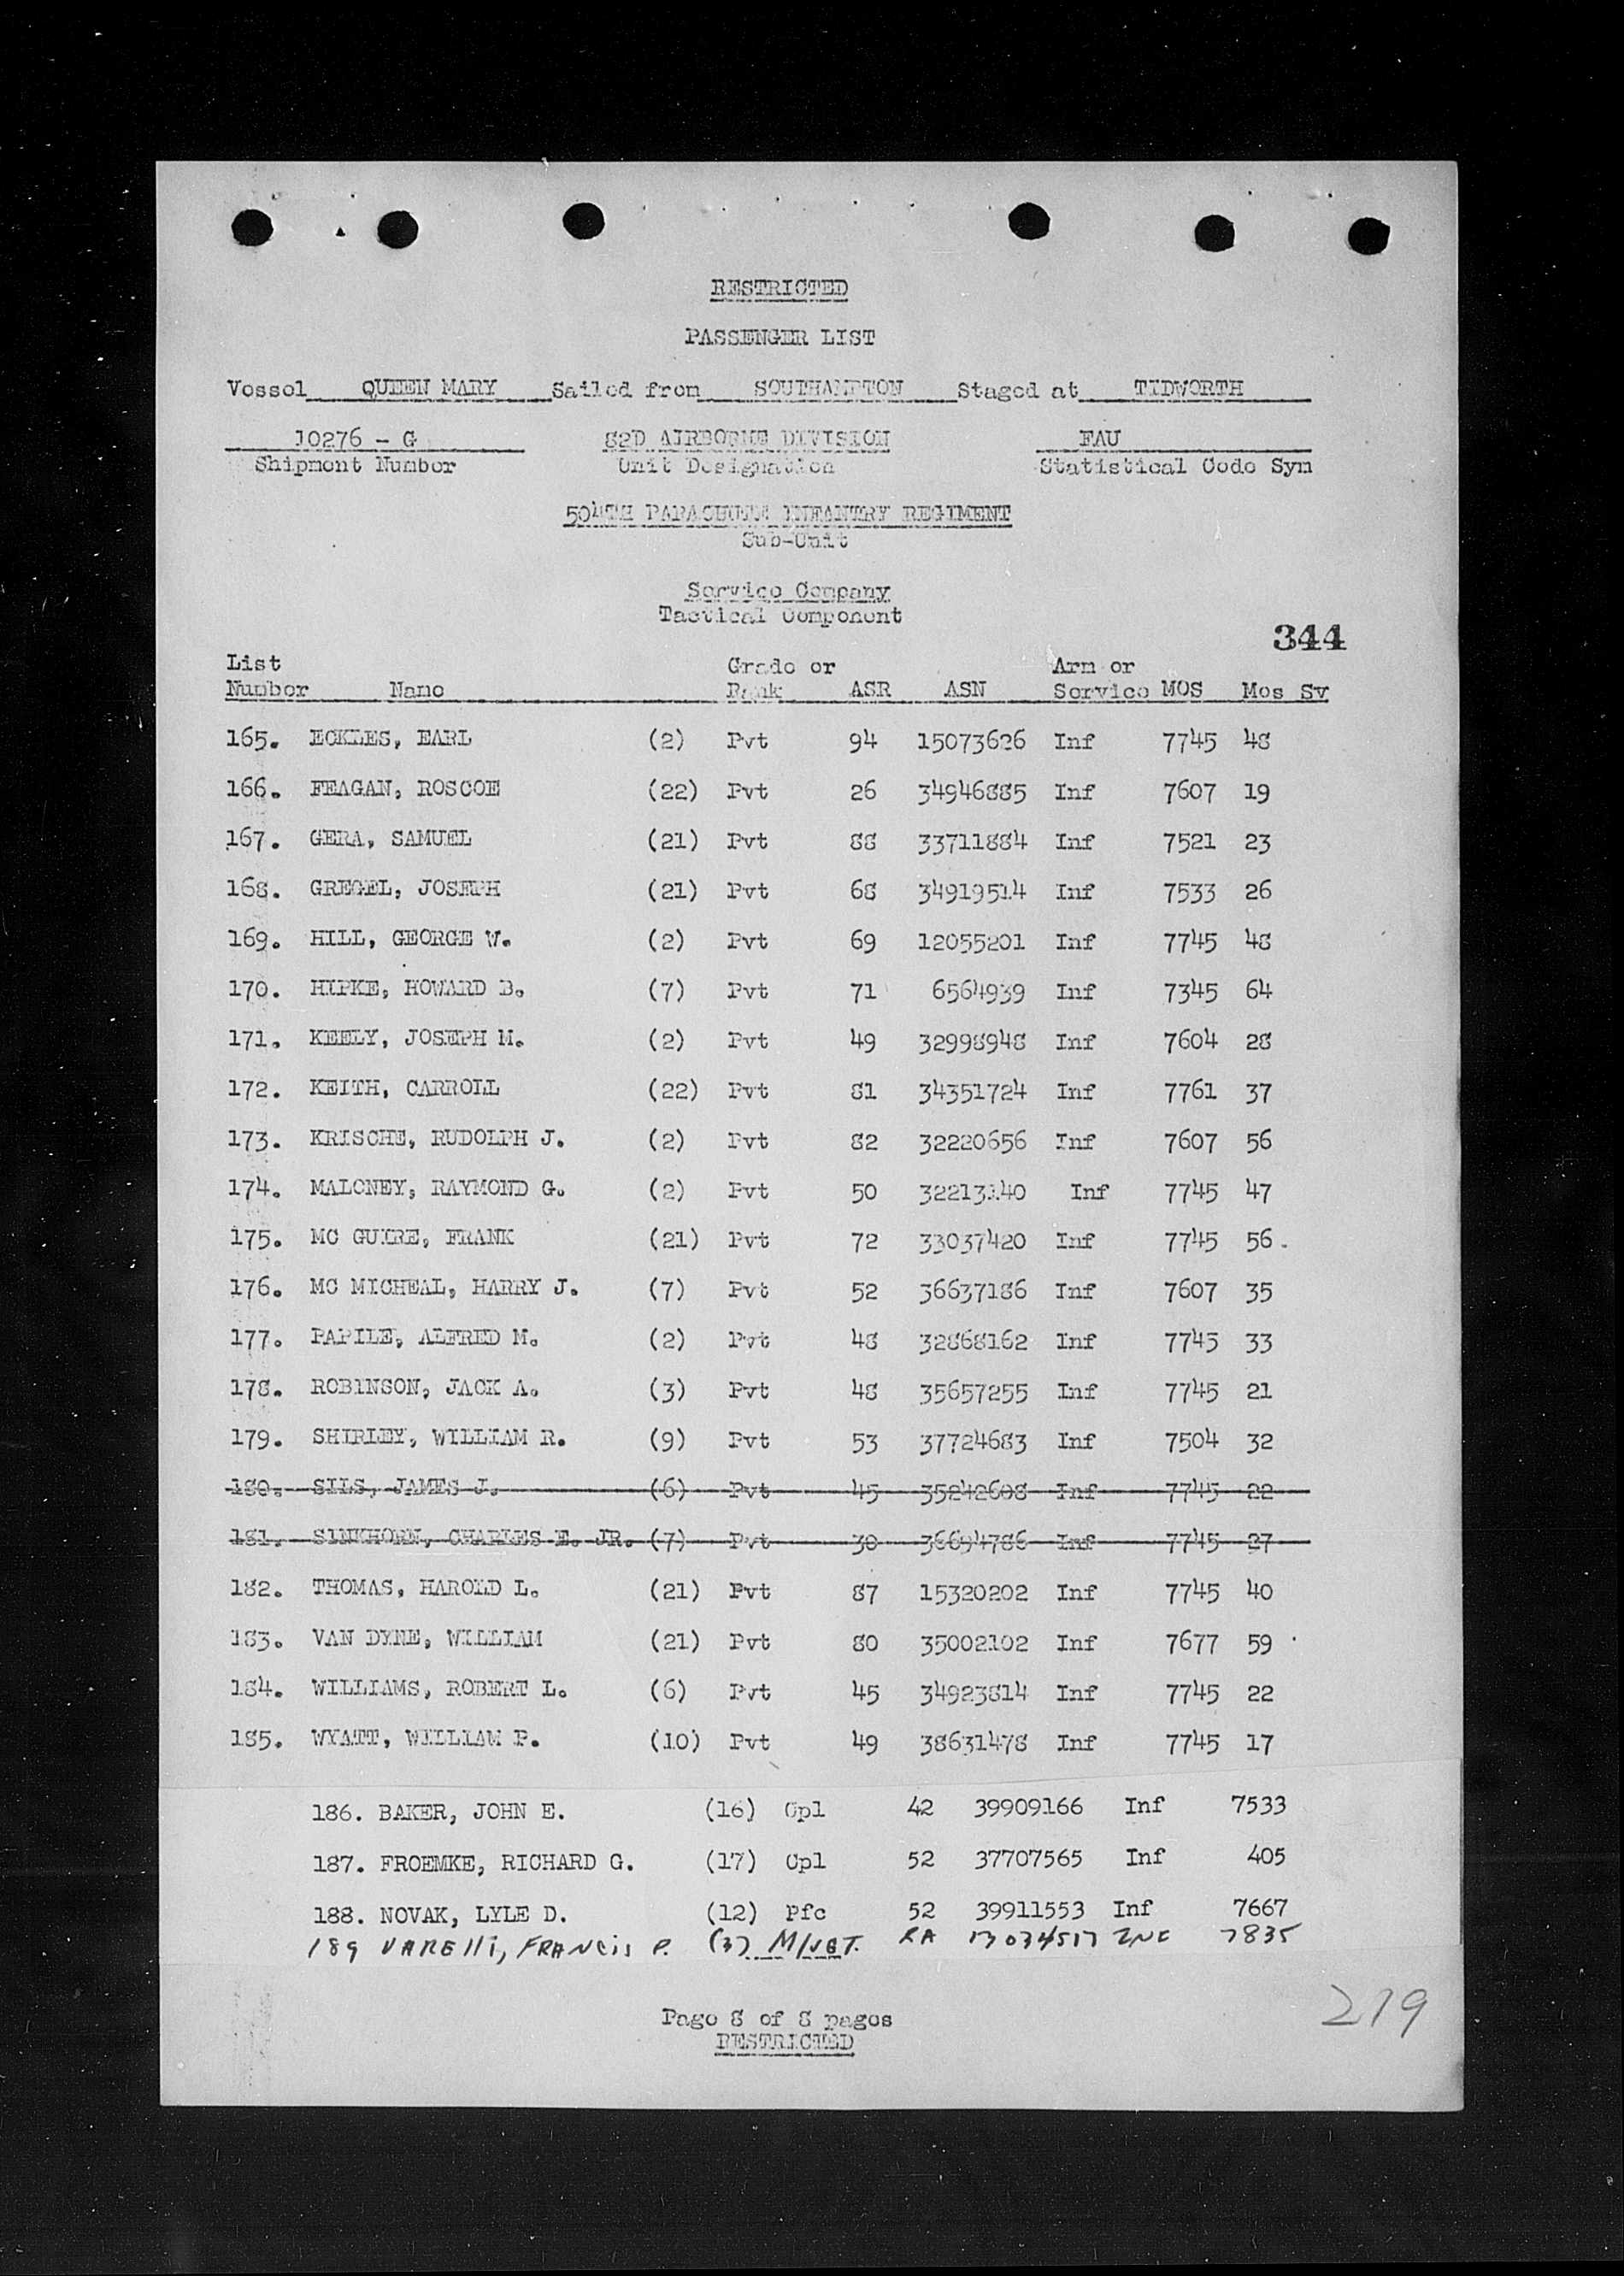 RESTRICTED
PASSENGER LIST
Vessel QUEEN MARY Sailed from SOUTHAMPTON Staged at TIDWORTH
10276 - G 82D AIRBORNE DIVISION FAU
Shipment Number Unit Designation Statistical Code Sym
504TH PARACHUTE INFANTRY REGIMENT
Sub-Unit
Service Company
Tactical Component
344
List Grade or Arm or
Number Name Rank ASR ASN Service MOS Mos Sv
165. ECKLES, EARL (2) Pvt 94 15073626 Inf 7745 48
166. FEAGAN, ROSCOE (22) Pvt 26 34946885 Inf 7607 19
167. GERA, SAMUEL (21) Pvt 88 33711884 Inf 7521 23
168. GREGEL, JOSEPH (21) Pvt 68 34919514 Inf 7533 26
169. HILL, GEORGE W. (2) Pvt 69 12055201 Inf 7745 48
170. HIPKE, HOWARD B. (7) Pvt 71 6564939 Inf 7345 64
171. KEELY, JOSEPH M. (2) Pvt 49 32998948 Inf 7604 28
172. KEITH, CARROLL (22) Pvt 81 34351724 Inf 7761 37
173. KRISCHE, RUDOLPH J. (2) Pvt 82 32220656 Inf 7607 56
174. MALONEY, RAYMOND G. (2) Pvt 50 32213140 Inf 7745 47
175. MC GUIRE, FRANK (21) Pvt 72 33037420 Inf 7745 56
176. MC MICHEAL, HARRY J. (7) Pvt 52 36637186 Inf 7607 35
177. PAPILE, ALFRED M. (2) Pvt 48 32868162 Inf 7745 33
178. ROBINSON, JACK A. (3) Pvt 48 35657255 Inf 7745 21
179. SHIRLEY, WILLIAM R. (9) Pvt 53 37724683 Inf 7504 32
180. SILS, JAMES J. (6) Pvt 45 35242608 Inf 7745 22
181. SINKHORN, CHARLES E. JR. (7) Pvt 30 36694786 Inf 7745 27
182. THOMAS, HAROLD L. (21) Pvt 87 15320202 Inf 7745 40
183. VAN DYNE, WILLIAM (21) Pvt 80 35002102 Inf 7677 59
184. WILLIAMS, ROBERT L. (6) Pvt 45 34923814 Inf 7745 22
185. WYATT, WILLIAM P. (10) Pvt 49 38631478 Inf 7745 17
186. BAKER, JOHN E. (16) Cpl 42 39909166 Inf 7533
187. FROEMKE, RICHARD G. (17) Cpl 52 37707565 Inf 405
188. NOVAK, LYLE D. (12) Pfc 52 39911553 Inf 7667
189 VARElli, FRANcis P. (3) M/SGT. RA 13034517 INF 7835
Page 8 of 8 pages
RESTRICTED
219